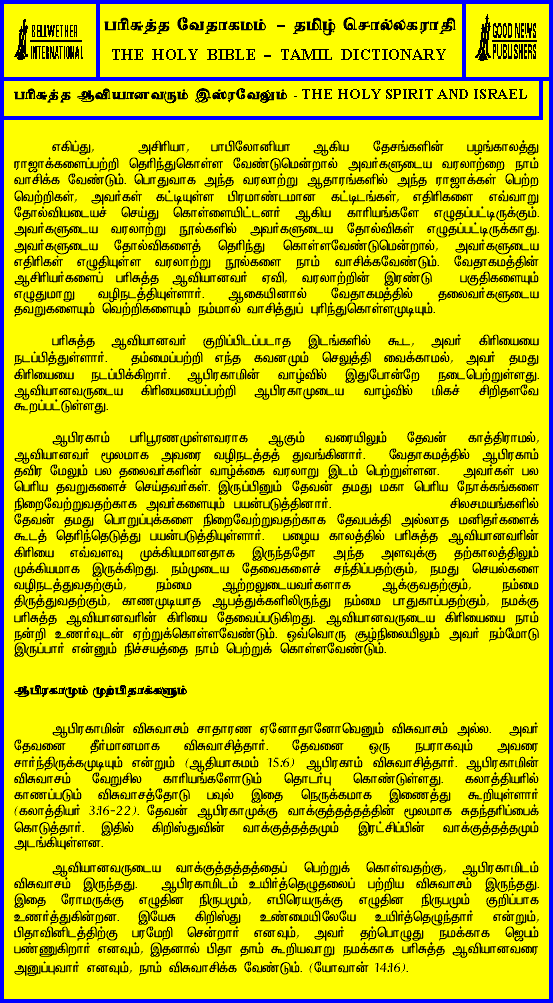 BELLWETHER
INTERNATIONAL
பரிசுத்த வேதாகமம் – தமிழ் சொல்லகராதி
THE HOLY BIBLE – TAMIL DICTIONARY
GOOD NEWS
PUBLISHERS
பரிசுத்த ஆவியானவரும் இஸ்ரவேலும் - THE HOLY SPIRIT AND ISRAEL
எகிப்து, அசிரியா, பாபிலோனியா ஆகிய தேசங்களின் பழங்காலத்து
ராஜாக்களைப்பற்றி தெரிந்துகொள்ள வேண்டுமென்றால் அவர்களுடைய வரலாற்றை நாம்
வாசிக்க வேண்டும். பொதுவாக அந்த வரலாற்று ஆதாரங்களில் அந்த ராஜாக்கள் பெற்ற
வெற்றிகள், அவர்கள் கட்டியுள்ள பிரமாண்டமான கட்டிடங்கள், எதிரிகளை எவ்வாறு
தோல்வியடையச் செய்து கொள்ளையிட்டனர் ஆகிய காரியங்களே எழுதப்பட்டிருக்கும்.
அவர்களுடைய வரலாற்று நூல்களில் அவர்களுடைய தோல்விகள் எழுதப்பட்டிருக்காது.
அவர்களுடைய தோல்விகளைத் தெரிந்து கொள்ளவேண்டுமென்றால், அவர்களுடைய
எதிரிகள் எழுதியுள்ள வரலாற்று நூல்களை நாம் வாசிக்கவேண்டும். வேதாகமத்தின்
ஆசிரியர்களைப் பரிசுத்த ஆவியானவர் ஏவி, வரலாற்றின் இரண்டு பகுதிகளையும்
எழுதுமாறு வழிநடத்தியுள்ளார். ஆகையினால் வேதாகமத்தில் தலைவர்களுடைய
தவறுகளையும் வெற்றிகளையும் நம்மால் வாசித்துப் புரிந்துகொள்ளமுடியும்.
பரிசுத்த ஆவியானவர் குறிப்பிடப்படாத இடங்களில் கூட, அவர் கிரியையை
நடப்பித்துள்ளார். தம்மைப்பற்றி எந்த கவனமும் செலுத்தி வைக்காமல், அவர் தமது
கிரியையை நடப்பிக்கிறார். ஆபிரகாமின் வாழ்வில் இதுபோன்றே நடைபெற்றுள்ளது.
ஆவியானவருடைய கிரியையைப்பற்றி ஆபிரகாமுடைய வாழ்வில் மிகச் சிறிதளவே
கூறப்பட்டுள்ளது.
ஆபிரகாம் பரிபூரணமுள்ளவராக ஆகும் வரையிலும் தேவன் காத்திராமல்,
ஆவியானவர் மூலமாக அவரை வழிநடத்தத் துவங்கினார். வேதாகமத்தில் ஆபிரகாம்
தவிர மேலும் பல தலைவர்களின் வாழ்க்கை வரலாறு இடம் பெற்றுள்ளன. அவர்கள் பல
பெரிய தவறுகளைச் செய்தவர்கள். இருப்பினும் தேவன் தமது மகா பெரிய நோக்கங்களை
நிறைவேற்றுவதற்காக அவர்களையும் பயன்படுத்தினார். சிலசமயங்களில்
தேவன் தமது பொறுப்புக்களை நிறைவேற்றுவதற்காக தேவபக்தி அல்லாத மனிதர்களைக்
கூடத் தெரிந்தெடுத்து பயன்படுத்தியுள்ளார். பழைய காலத்தில் பரிசுத்த ஆவியானவரின்
கிரியை எவ்வளவு முக்கியமானதாக இருந்ததோ அந்த அளவுக்கு தற்காலத்திலும்
முக்கியமாக இருக்கிறது. நம்முடைய தேவைகளைச் சந்திப்பதற்கும், நமது செயல்களை
வழிநடத்துவதற்கும், நம்மை ஆற்றலுடையவர்களாக ஆக்குவதற்கும், நம்மை
திருத்துவதற்கும், காணமுடியாத ஆபத்துக்களிலிருந்து நம்மை பாதுகாப்பதற்கும், நமக்கு
பரிசுத்த ஆவியானவரின் கிரியை தேவைப்படுகிறது. ஆவியானவருடைய கிரியையை நாம்
நன்றி உணர்வுடன் ஏற்றுக்கொள்ளவேண்டும். ஒவ்வொரு சூழ்நிலையிலும் அவர் நம்மோடு
இருப்பார் என்னும் நிச்சயத்தை நாம் பெற்றுக் கொள்ளவேண்டும்.
ஆபிரகாமும் முற்பிதாக்களும்
ஆபிரகாமின் விசுவாசம் சாதாரண ஏனோதானோவெனும் விசுவாசம் அல்ல. அவர்
தேவனை தீர்மானமாக விசுவாசித்தார். தேவனை ஒரு நபராகவும் அவரை
சார்ந்திருக்கமுடியும் என்றும் (ஆதியாகமம் 15:6) ஆபிரகாம் விசுவாசித்தார். ஆபிரகாமின்
விசுவாசம் வேறுசில காரியங்களோடும் தொடர்பு கொண்டுள்ளது. கலாத்தியரில்
காணப்படும் விசுவாசத்தோடு பவுல் இதை நெருக்கமாக இணைத்து கூறியுள்ளார்
(கலாத்தியர் 3:16-22). தேவன் ஆபிரகாமுக்கு வாக்குத்தத்தத்தின் மூலமாக சுதந்தரிப்பைக்
கொடுத்தார். இதில் கிறிஸ்துவின் வாக்குத்தத்தமும் இரட்சிப்பின் வாக்குத்தத்தமும்
அடங்கியுள்ளன.
ஆவியானவருடைய வாக்குத்தத்தத்தைப் பெற்றுக் கொள்வதற்கு, ஆபிரகாமிடம்
விசுவாசம் இருந்தது. ஆபிரகாமிடம் உயிர்த்தெழுதலைப் பற்றிய விசுவாசம் இருந்தது.
இதை ரோமருக்கு எழுதின நிருபமும், எபிரெயருக்கு எழுதின நிருபமும் குறிப்பாக
உணர்த்துகின்றன. இயேசு கிறிஸ்து உண்மையிலேயே உயிர்த்தெழுந்தார் என்றும்,
பிதாவினிடத்திற்கு பரமேறி சென்றார் எனவும், அவர் தற்பொழுது நமக்காக ஜெபம்
பண்ணுகிறார் எனவும், இதனால் பிதா தாம் கூறியவாறு நமக்காக பரிசுத்த ஆவியானவரை
அனுப்புவார் எனவும், நாம் விசுவாசிக்க வேண்டும். (யோவான் 14:16).